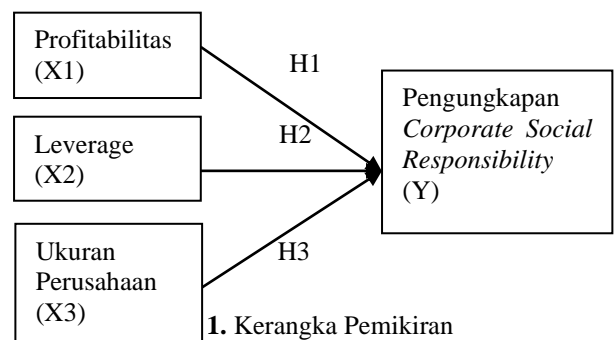 Profitabilitas
(X1)
H1
Leverage
(X2)
H2
Ukuran
Perusahaan
(X3)
H3
Pengungkapan
Corporate Social
Responsibility
(Y)
1. Kerangka Pemikiran